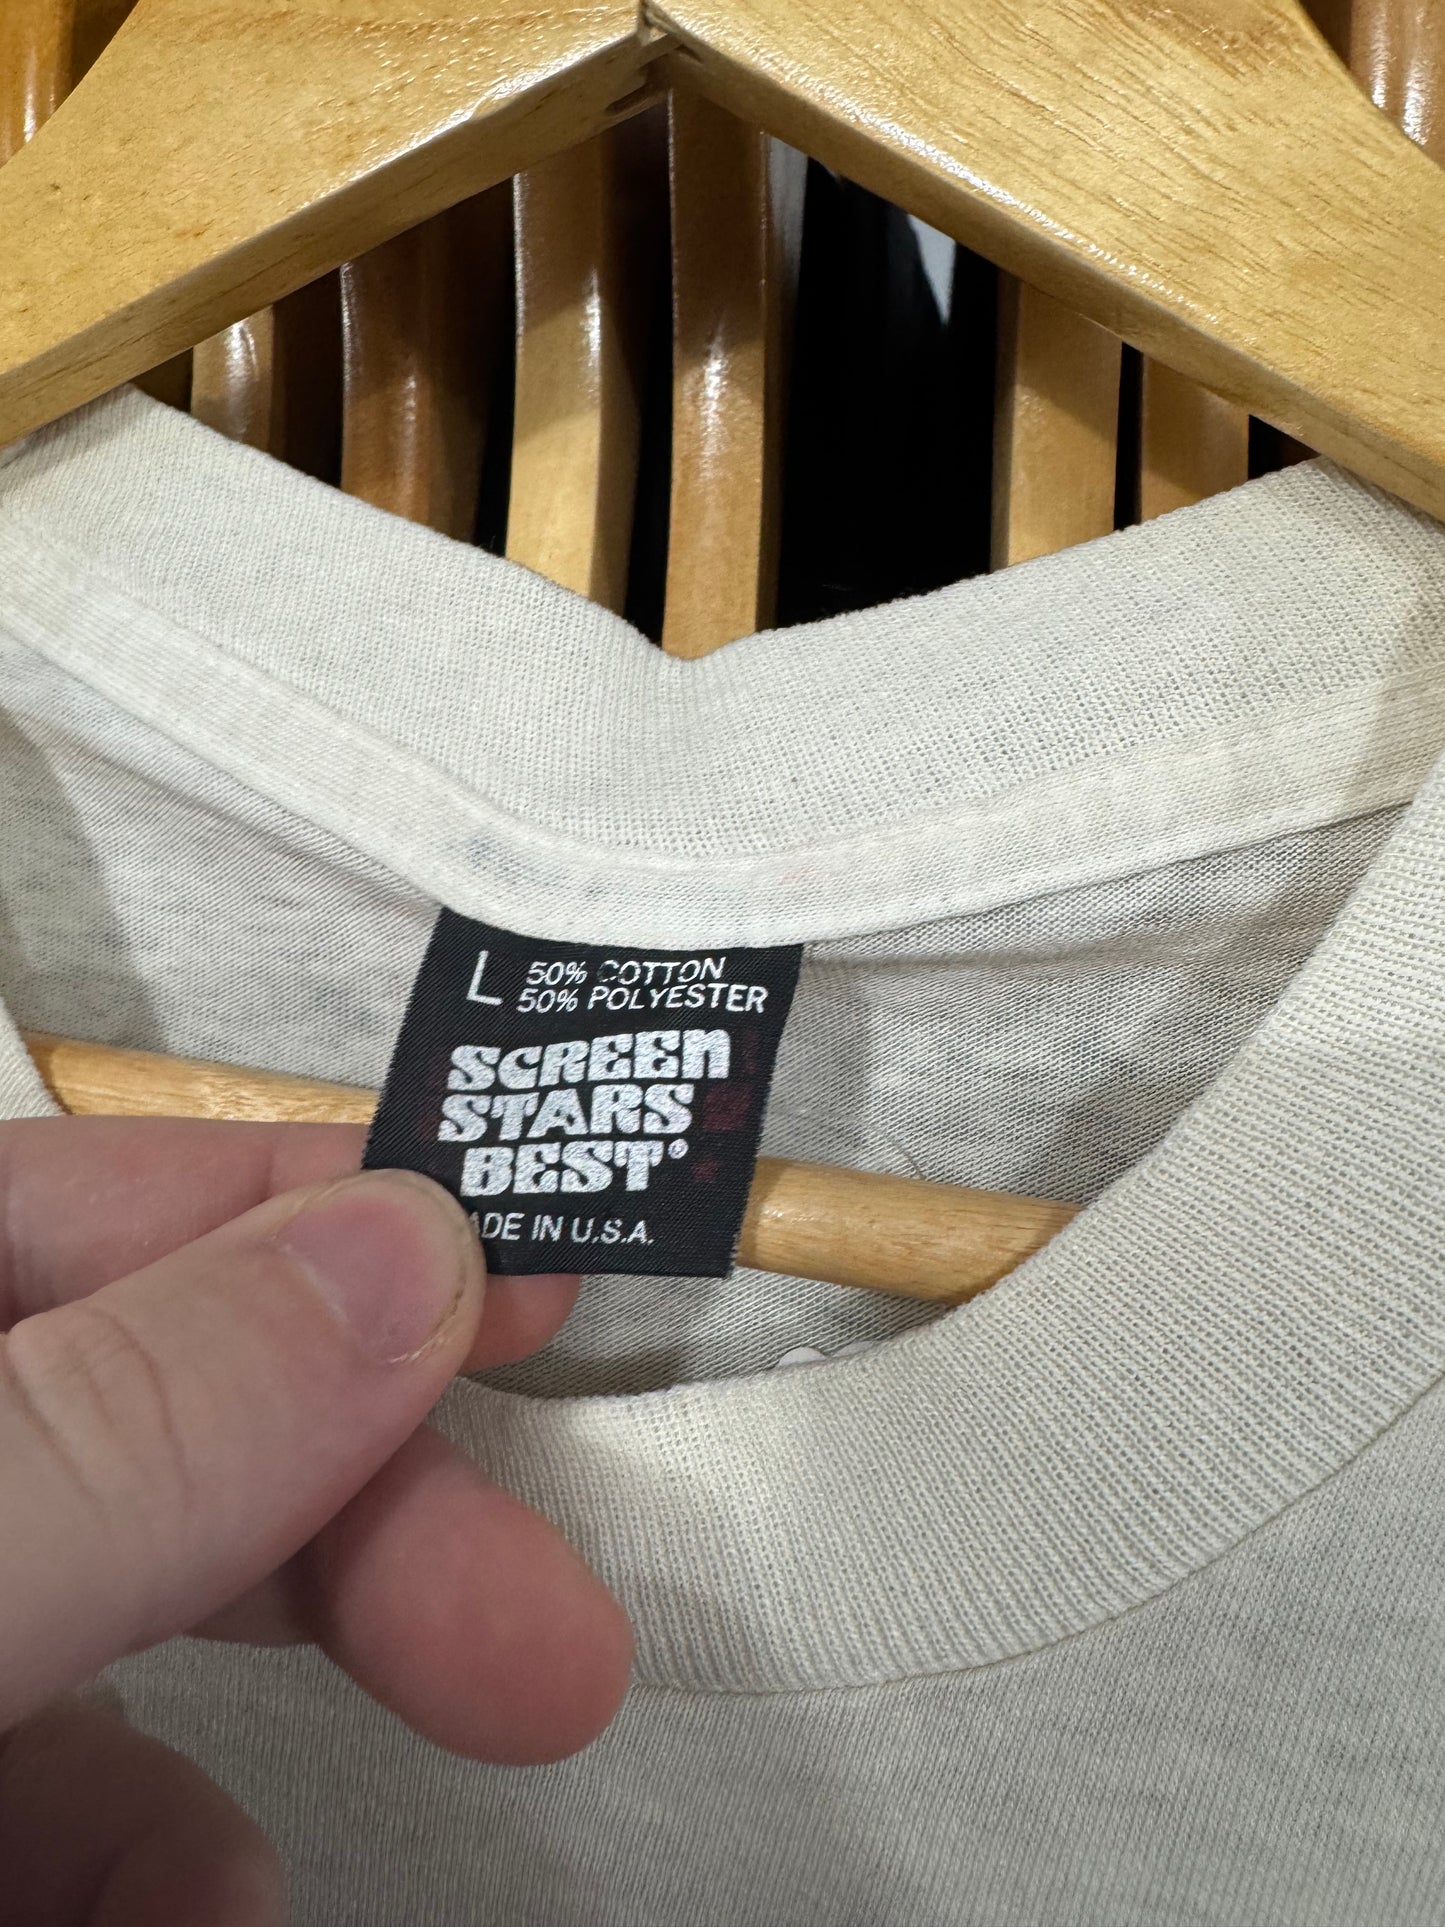 L 50% COTTON
50% POLYESTER
SCREEN
STARS
BEST®
ADE IN U.S.A.